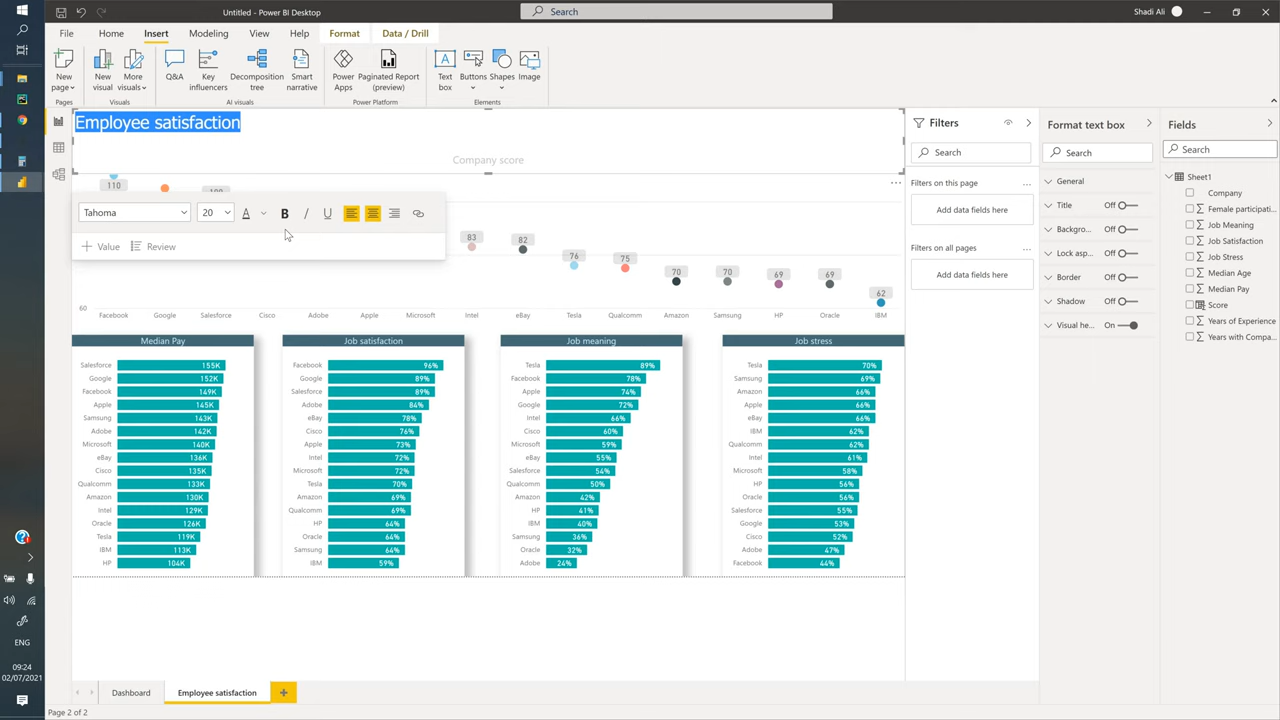 Untitled - Power BI Desktop
Search
Shadi Ali
File
Home
Insert
Modeling
View
Help
Format
Data / Drill
New page
New visual
More visuals
Q&A
Key influencers
Decomposition tree
Smart narrative
Power Apps
Paginated Report (preview)
Text box
Buttons
Shapes
Image
Pages
Visuals
AI visuals
Power Platform
Elements
Employee satisfaction
Company score
110
100
83
82
76
75
70
70
69
69
62
Tahoma
20
A
B
I
U
Value
Review
60
Facebook
Google
Salesforce
Cisco
Adobe
Apple
Microsoft
Intel
eBay
Tesla
Qualcomm
Amazon
Samsung
HP
Oracle
IBM
Median Pay
Salesforce 155K
Google 152K
Facebook 149K
Apple 145K
Samsung 143K
Adobe 142K
Microsoft 140K
eBay 136K
Cisco 135K
Qualcomm 133K
Amazon 130K
Intel 129K
Oracle 126K
Tesla 119K
IBM 113K
HP 104K
Job satisfaction
Facebook 96%
Google 89%
Salesforce 89%
Adobe 84%
eBay 78%
Cisco 76%
Apple 73%
Intel 72%
Microsoft 72%
Tesla 70%
Amazon 69%
Qualcomm 69%
HP 64%
Oracle 64%
Samsung 64%
IBM 59%
Job meaning
Tesla 89%
Facebook 78%
Apple 74%
Google 72%
Intel 66%
Cisco 60%
Microsoft 59%
eBay 55%
Salesforce 54%
Qualcomm 50%
Amazon 42%
HP 41%
IBM 40%
Samsung 36%
Oracle 32%
Adobe 24%
Job stress
Tesla 70%
Samsung 69%
Amazon 66%
Apple 66%
eBay 66%
IBM 62%
Qualcomm 62%
Intel 61%
Microsoft 58%
HP 56%
Oracle 56%
Salesforce 55%
Google 53%
Cisco 52%
Adobe 47%
Facebook 44%
Filters
Search
Filters on this page
...
Add data fields here
Filters on all pages
...
Add data fields here
Format text box
Search
General
Title Off
Backgro... Off
Lock asp... Off
Border Off
Shadow Off
Visual he... On
Fields
Search
Sheet1
Company
Female participati...
Job Meaning
Job Satisfaction
Job Stress
Median Age
Median Pay
Score
Years of Experience
Years with Compa...
Dashboard
Employee satisfaction
Page 2 of 2
09:24
02/07/2021